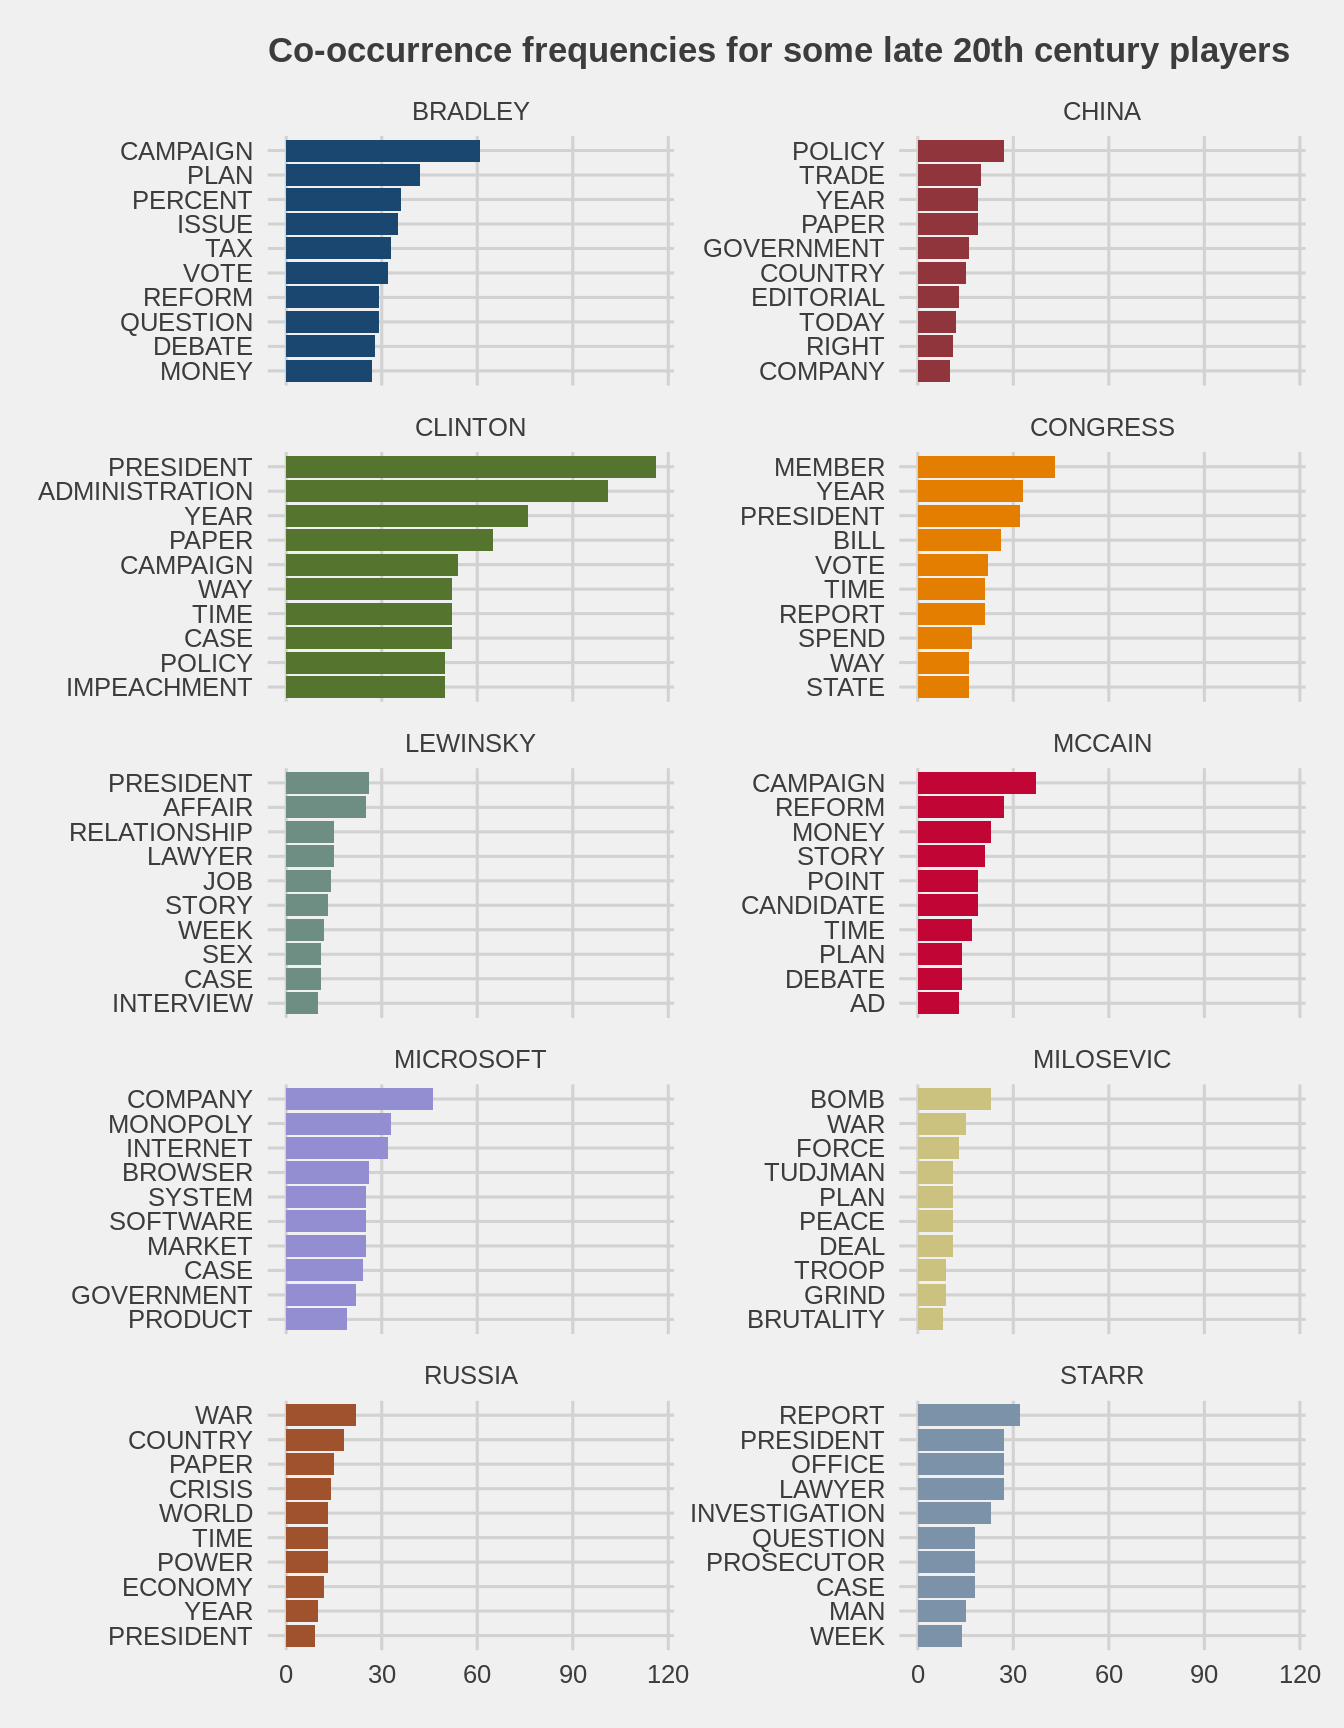 Co-occurrence frequencies for some late 20th century players
BRADLEY
CAMPAIGN
PLAN
PERCENT
ISSUE
TAX
VOTE
REFORM
QUESTION
DEBATE
MONEY
CHINA
POLICY
TRADE
YEAR
PAPER
GOVERNMENT
COUNTRY
EDITORIAL
TODAY
RIGHT
COMPANY
CLINTON
PRESIDENT
ADMINISTRATION
YEAR
PAPER
CAMPAIGN
WAY
TIME
CASE
POLICY
IMPEACHMENT
CONGRESS
MEMBER
YEAR
PRESIDENT
BILL
VOTE
TIME
REPORT
SPEND
WAY
STATE
LEWINSKY
PRESIDENT
AFFAIR
RELATIONSHIP
LAWYER
JOB
STORY
WEEK
SEX
CASE
INTERVIEW
MCCAIN
CAMPAIGN
REFORM
MONEY
STORY
POINT
CANDIDATE
TIME
PLAN
DEBATE
AD
MICROSOFT
COMPANY
MONOPOLY
INTERNET
BROWSER
SYSTEM
SOFTWARE
MARKET
CASE
GOVERNMENT
PRODUCT
MILOSEVIC
BOMB
WAR
FORCE
TUDJMAN
PLAN
PEACE
DEAL
TROOP
GRIND
BRUTALITY
RUSSIA
WAR
COUNTRY
PAPER
CRISIS
WORLD
TIME
POWER
ECONOMY
YEAR
PRESIDENT
0 30 60 90 120
STARR
REPORT
PRESIDENT
OFFICE
LAWYER
INVESTIGATION
QUESTION
PROSECUTOR
CASE
MAN
WEEK
0 30 60 90 120